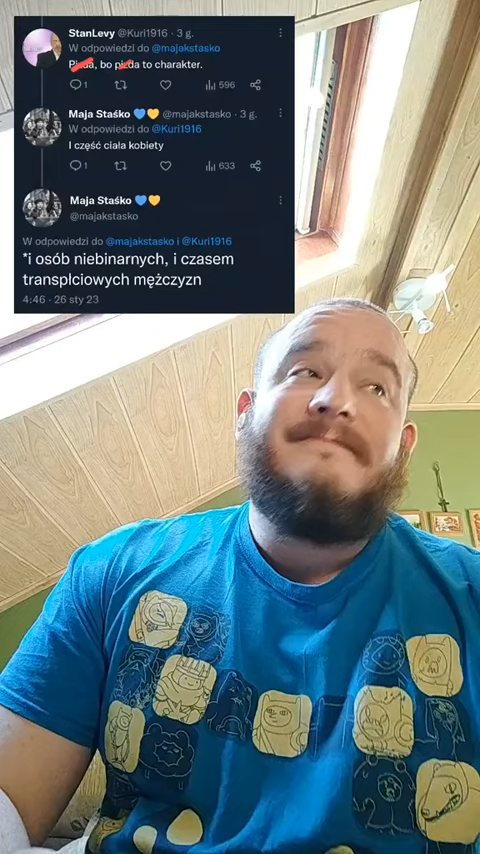 StanLevy @Kuri1916 · 3 g.
W odpowiedzi do @majakstasko
bo to charakter.
1 596
Maja Staśko 💙💛 @majakstasko · 3 g.
W odpowiedzi do @Kuri1916
I część ciała kobiety
1 633
Maja Staśko 💙💛
@majakstasko
W odpowiedzi do @majakstasko i @Kuri1916
*i osób niebinarnych, i czasem
transpłciowych mężczyzn
4:46 · 26 sty 23